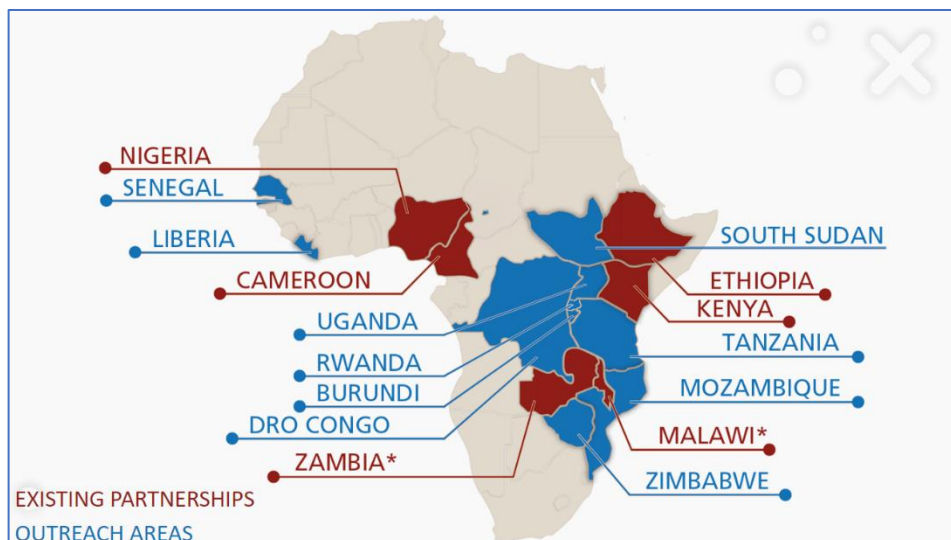 NIGERIA
SENEGAL
LIBERIA
SOUTH SUDAN
CAMEROON
ETHIOPIA
KENYA
UGANDA
TANZANIA
RWANDA
BURUNDI
MOZAMBIQUE
DRO CONGO
MALAWI*
ZAMBIA*
ZIMBABWE
EXISTING PARTNERSHIPS
OUTREACH AREAS